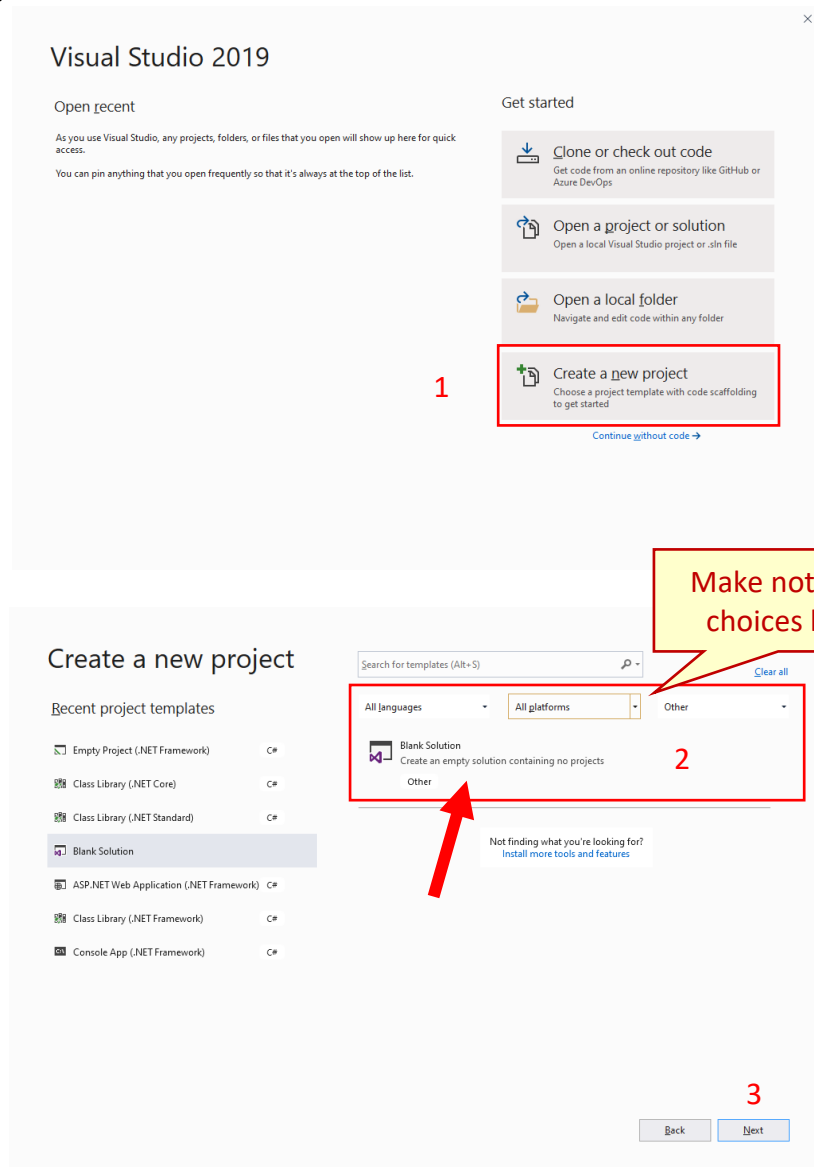 Visual Studio 2019
Open recent
As you use Visual Studio, any projects, folders, or files that you open will show up here for quick
access.
You can pin anything that you open frequently so that it's always at the top of the list.
Get started
Clone or check out code
Get code from an online repository like GitHub or
Azure DevOps
Open a project or solution
Open a local Visual Studio project or .sln file
Open a local folder
Navigate and edit code within any folder
1
Create a new project
Choose a project template with code scaffolding
to get started
Continue without code →
Make not
choices
Create a new project
Search for templates (Alt+S)
Clear all
Recent project templates
All languages
All platforms
Other
Empty Project (.NET Framework) C#
Class Library (.NET Core) C#
Class Library (.NET Standard) C#
Blank Solution
ASP.NET Web Application (.NET Framework) C#
Class Library (.NET Framework) C#
Console App (.NET Framework) C#
Blank Solution
Create an empty solution containing no projects
Other
2
Not finding what you're looking for?
Install more tools and features
3
Back
Next